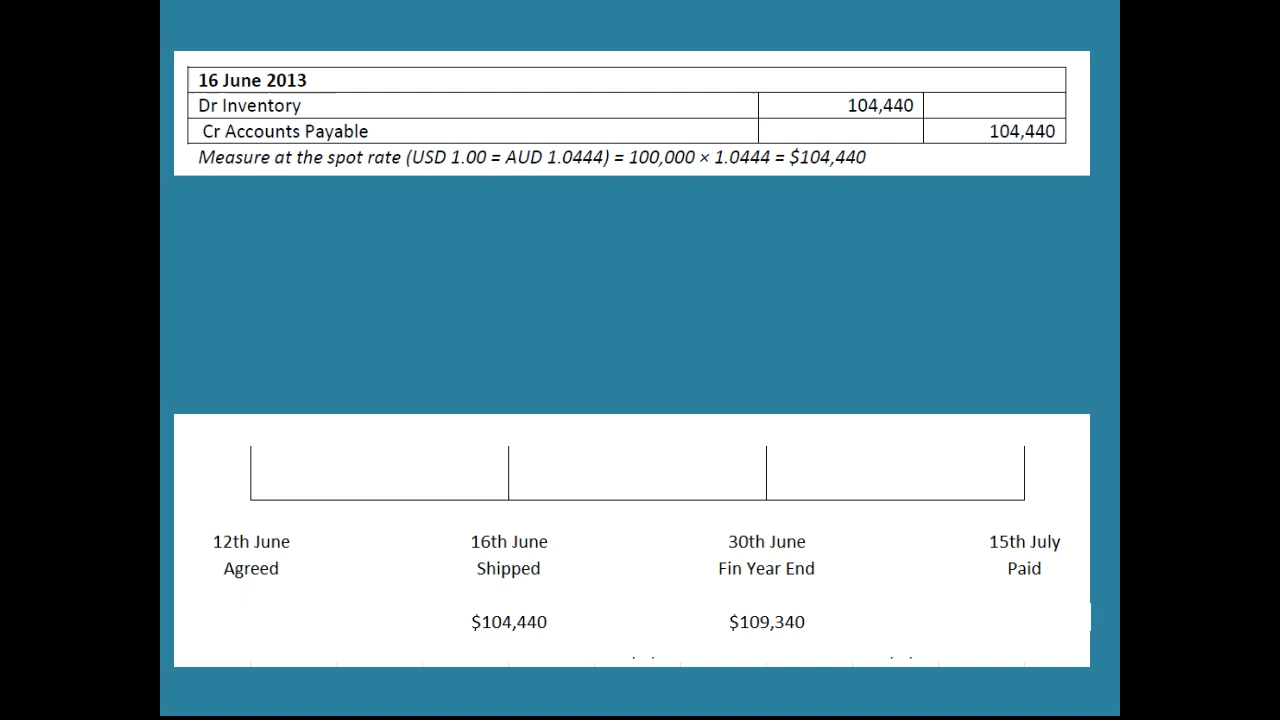 16 June 2013
Dr Inventory 104,440
Cr Accounts Payable 104,440
Measure at the spot rate (USD 1.00 = AUD 1.0444) = 100,000 × 1.0444 = $104,440
12th June 16th June 30th June 15th July
Agreed Shipped Fin Year End Paid
$104,440 $109,340